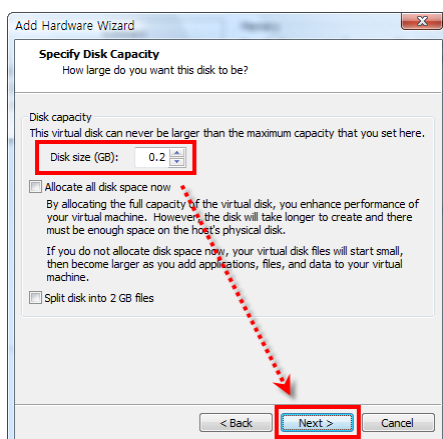 Add Hardware Wizard
Specify Disk Capacity
How large do you want this disk to be?
Disk capacity
This virtual disk can never be larger than the maximum capacity that you set here.
Disk size (GB): 0.2
Allocate all disk space now
By allocating the full capacity of the virtual disk, you enhance performance of
your virtual machine. However, the disk will take longer to create and there
must be enough space on the host's physical disk.
If you do not allocate disk space now, your virtual disk files will start small,
then become larger as you add applications, files, and data to your virtual
machine.
Split disk into 2 GB files
< Back Next > Cancel